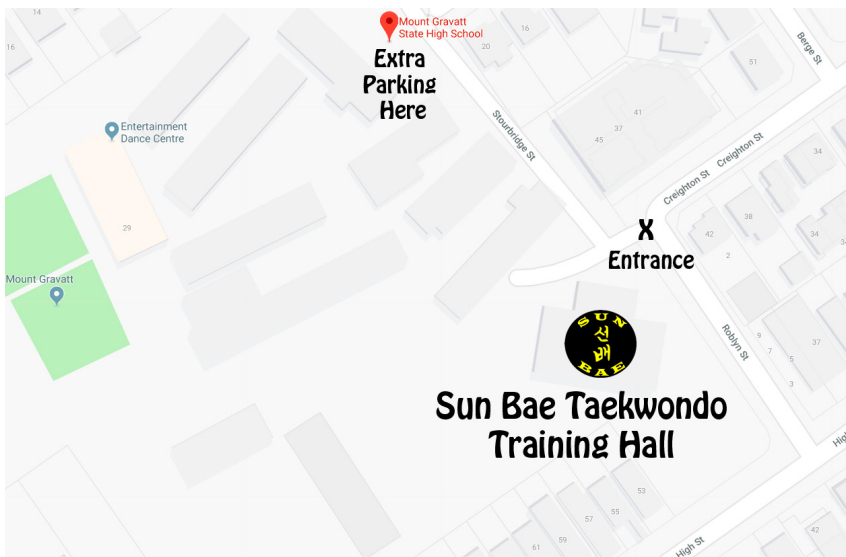 14
16
Mount Gravatt
State High School
Extra
Parking
Here
20
16
Berge St
51
41
37
45
Stourbridge St
Entertainment
Dance Centre
29
Creighton St
Creighton St
34
38
34
42
2
X
Entrance
Mount Gravatt
SUN
선
배
BAE
Roblyn St
9
7
5
3
37
Sun Bae Taekwondo
Training Hall
High
53
55
57
59
61
High St
42